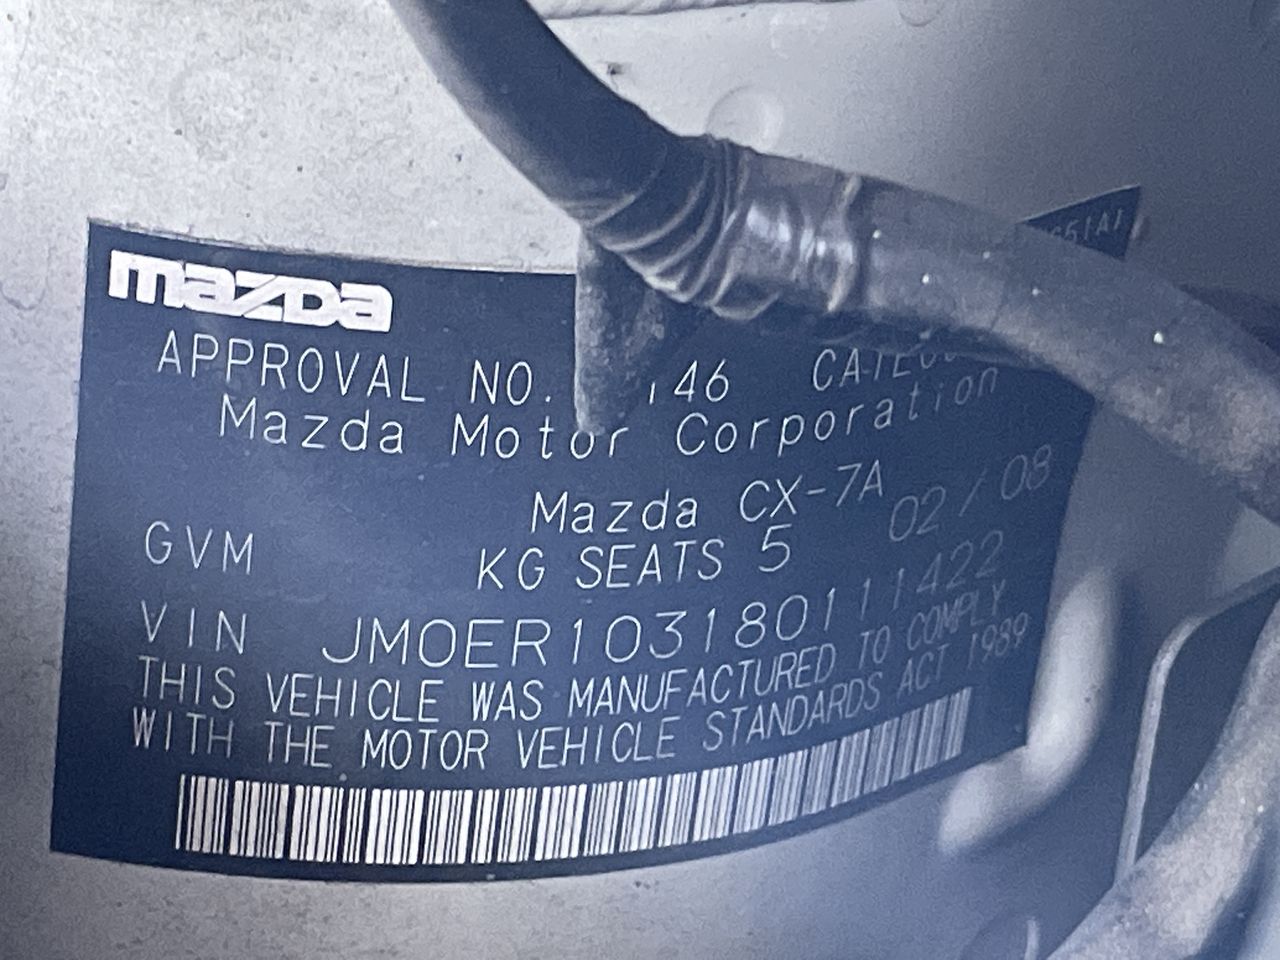 mazda
APPROVAL NO. 146
Mazda Motor Corporation
Mazda CX-7A
02/08
GVM KG SEATS 5
VIN JM0ER103180111422
THIS VEHICLE WAS MANUFACTURED TO COMPLY
WITH THE MOTOR VEHICLE STANDARDS ACT 1989